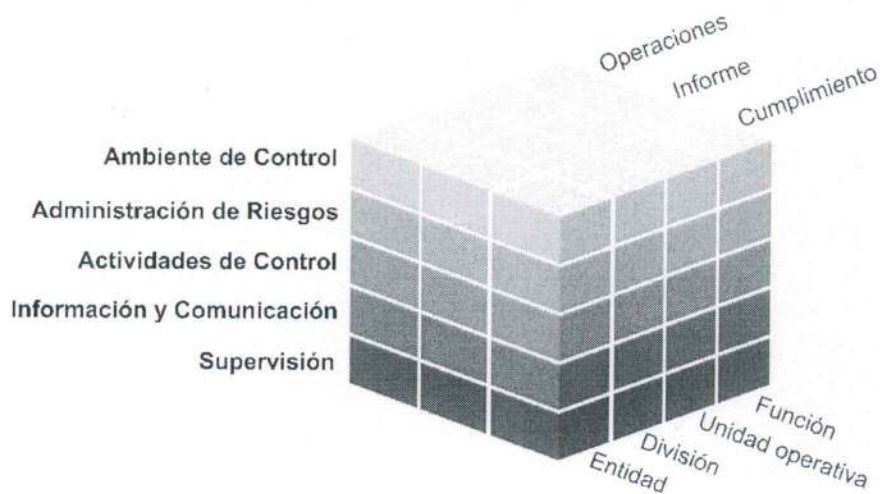 Operaciones
Informe
Cumplimiento
Ambiente de Control
Administración de Riesgos
Actividades de Control
Información y Comunicación
Supervisión
Función
Unidad operativa
División
Entidad